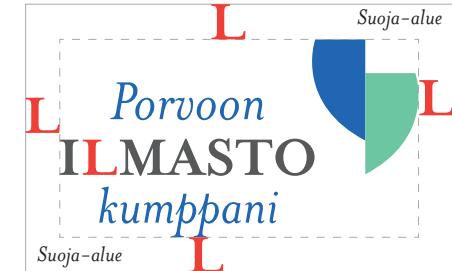 L
Suoja-alue
L
L
Porvoon
ILMASTO
kumppani
Suoja-alue
L